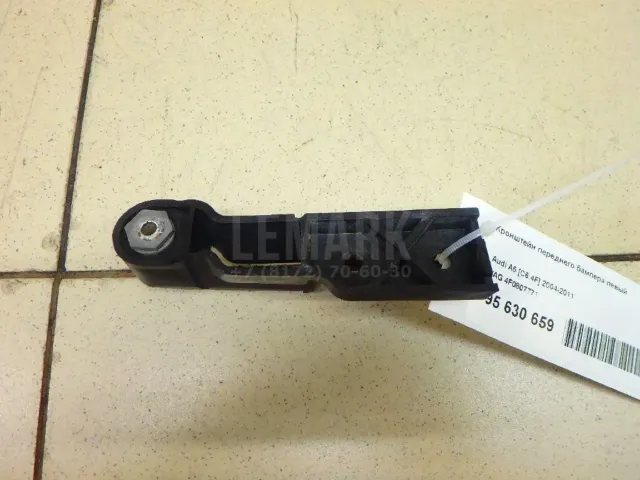 LEMARK
+7 (8172) 70-60-30
Кронштейн переднего бампера левый
Audi A6 [C6,4F] 2004-2011
VAG 4F0807771
95 630 659